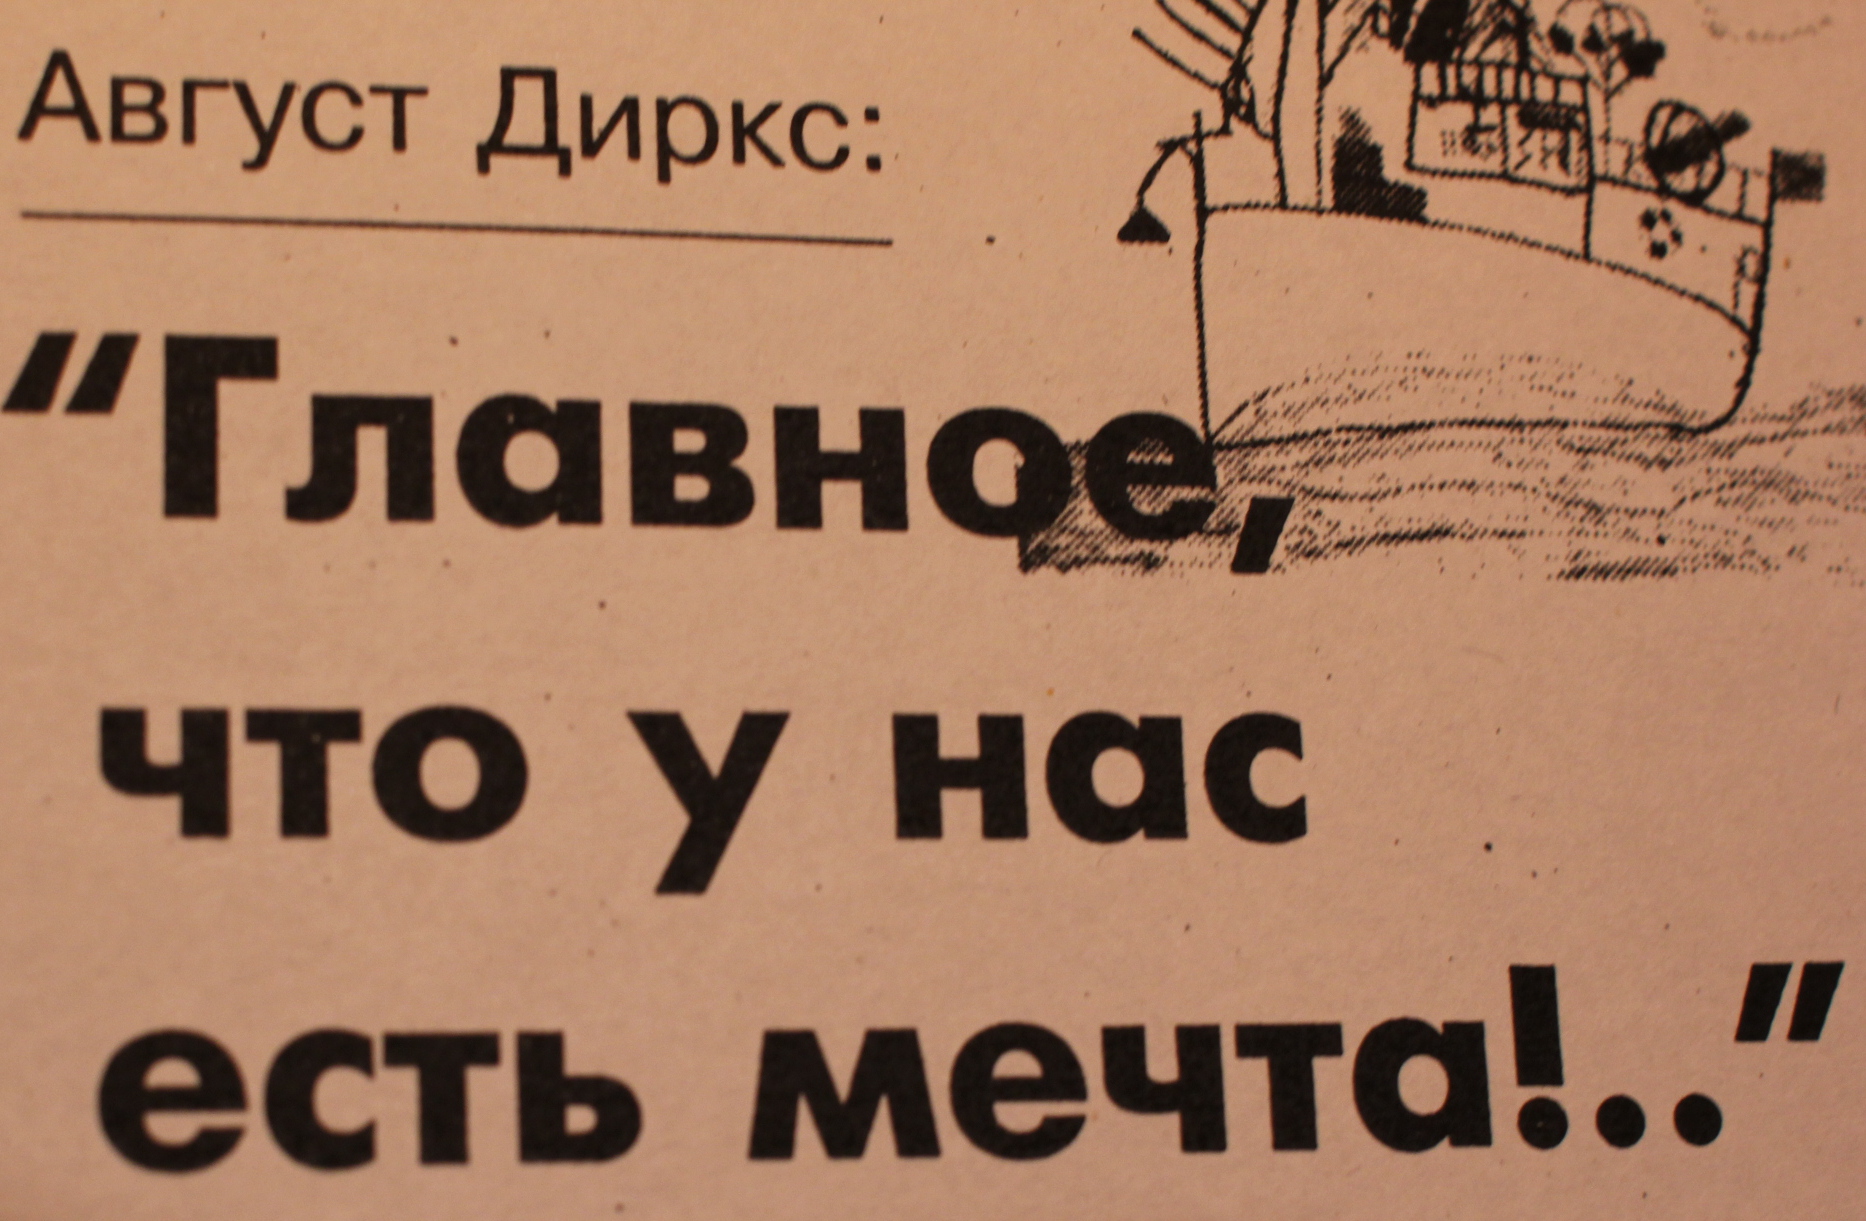 Август Диркс:
“Главное,
что у нас
есть мечта!..”